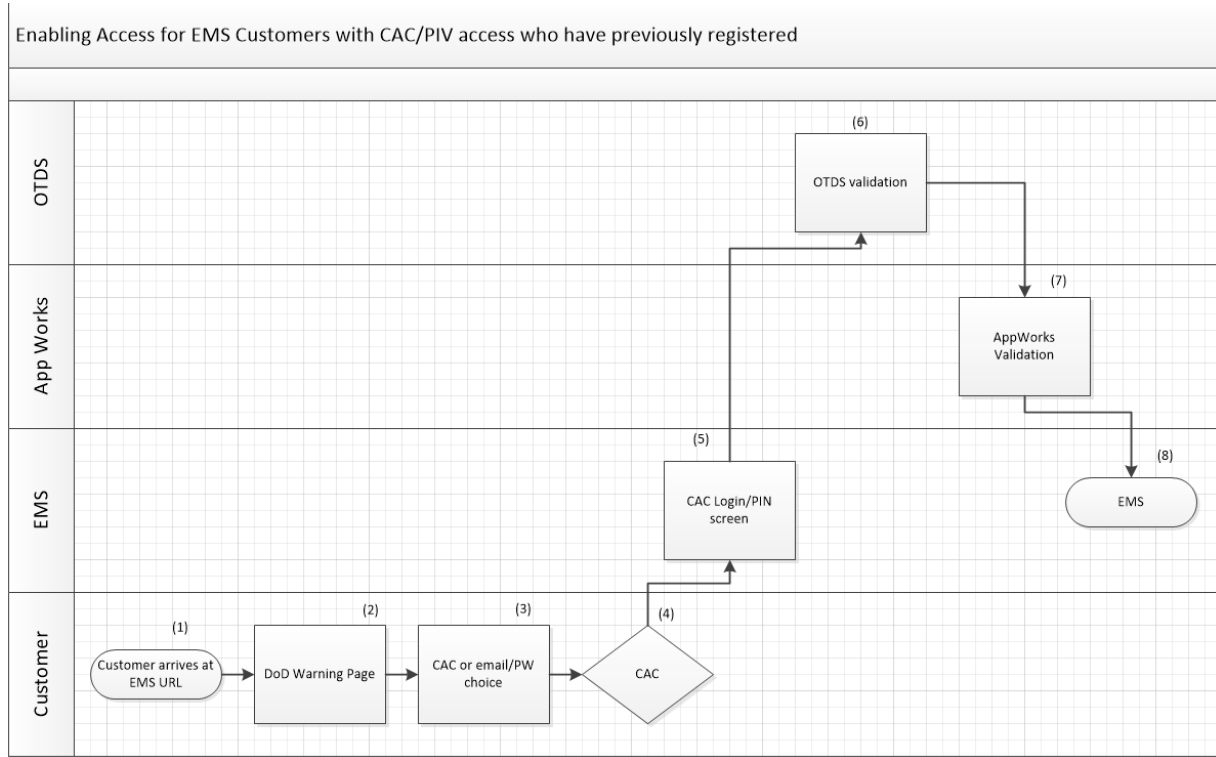 Enabling Access for EMS Customers with CAC/PIV access who have previously registered
OTDS
(6)
OTDS validation
App Works
(7)
AppWorks
Validation
EMS
(5)
CAC Login/PIN
screen
(8)
EMS
Customer
(1)
Customer arrives at
EMS URL
(2)
DoD Warning Page
(3)
CAC or email/PW
choice
(4)
CAC